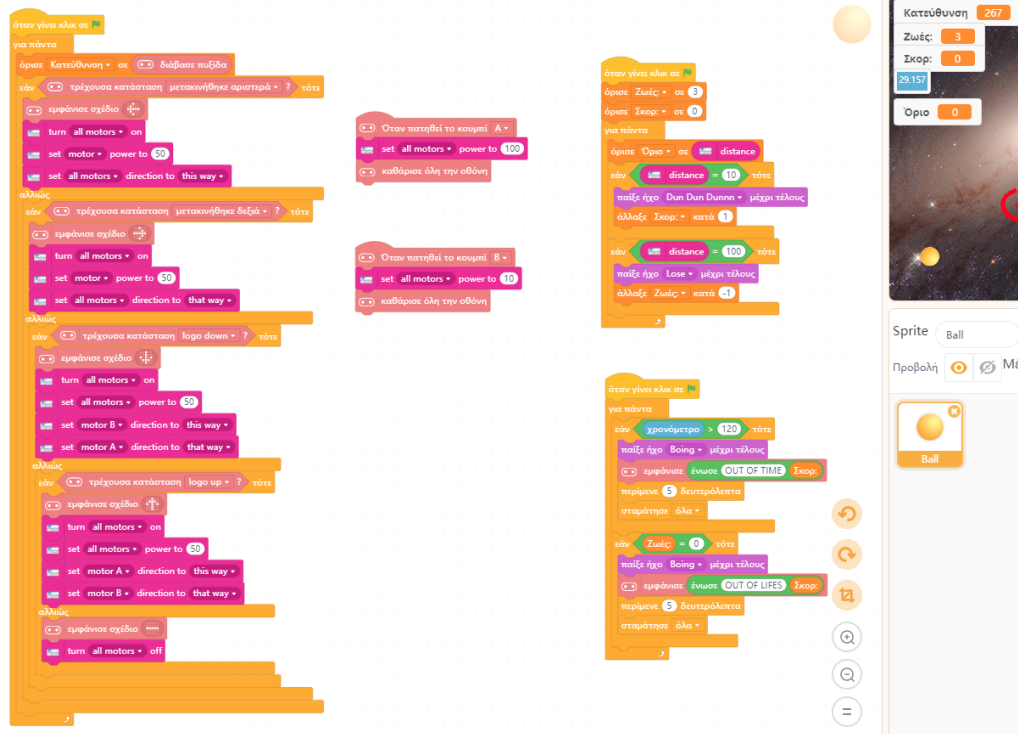 όταν γίνει κλικ σε
για πάντα
όρισε Κατεύθυνση σε διάβασε πυξίδα
εάν τρέχουσα κατάσταση μετακινήθηκε αριστερά ? τότε
εμφάνισε σχέδιο
turn all motors on
set motor power to 50
set all motors direction to this way
αλλιώς
εάν τρέχουσα κατάσταση μετακινήθηκε δεξιά ? τότε
εμφάνισε σχέδιο
turn all motors on
set motor power to 50
set all motors direction to that way
αλλιώς
εάν τρέχουσα κατάσταση logo down ? τότε
εμφάνισε σχέδιο
turn all motors on
set all motors power to 50
set motor B direction to this way
set motor A direction to that way
αλλιώς
εάν τρέχουσα κατάσταση logo up ? τότε
εμφάνισε σχέδιο
turn all motors on
set all motors power to 50
set motor A direction to this way
set motor B direction to that way
αλλιώς
εμφάνισε σχέδιο
turn all motors off
Όταν πατηθεί το κουμπί A
set all motors power to 100
καθάρισε όλη την οθόνη
Όταν πατηθεί το κουμπί B
set all motors power to 10
καθάρισε όλη την οθόνη
όταν γίνει κλικ σε
όρισε Ζωές: σε 3
όρισε Σκορ: σε 0
για πάντα
όρισε Όριο σε distance
εάν distance = 10 τότε
παίξε ήχο Dun Dun Dunnn μέχρι τέλους
άλλαξε Σκορ: κατά 1
εάν distance = 100 τότε
παίξε ήχο Lose μέχρι τέλους
άλλαξε Ζωές: κατά -1
όταν γίνει κλικ σε
για πάντα
εάν χρονόμετρο > 120 τότε
παίξε ήχο Boing μέχρι τέλους
εμφάνισε ένωσε OUT OF TIME Σκορ:
περίμενε 5 δευτερόλεπτα
σταμάτησε όλα
εάν Ζωές: = 0 τότε
παίξε ήχο Boing μέχρι τέλους
εμφάνισε ένωσε OUT OF LIFES Σκορ:
περίμενε 5 δευτερόλεπτα
σταμάτησε όλα
Κατεύθυνση 267
Ζωές: 3
Σκορ: 0
29.157
Όριο 0
Sprite Ball
Προβολή
Ball